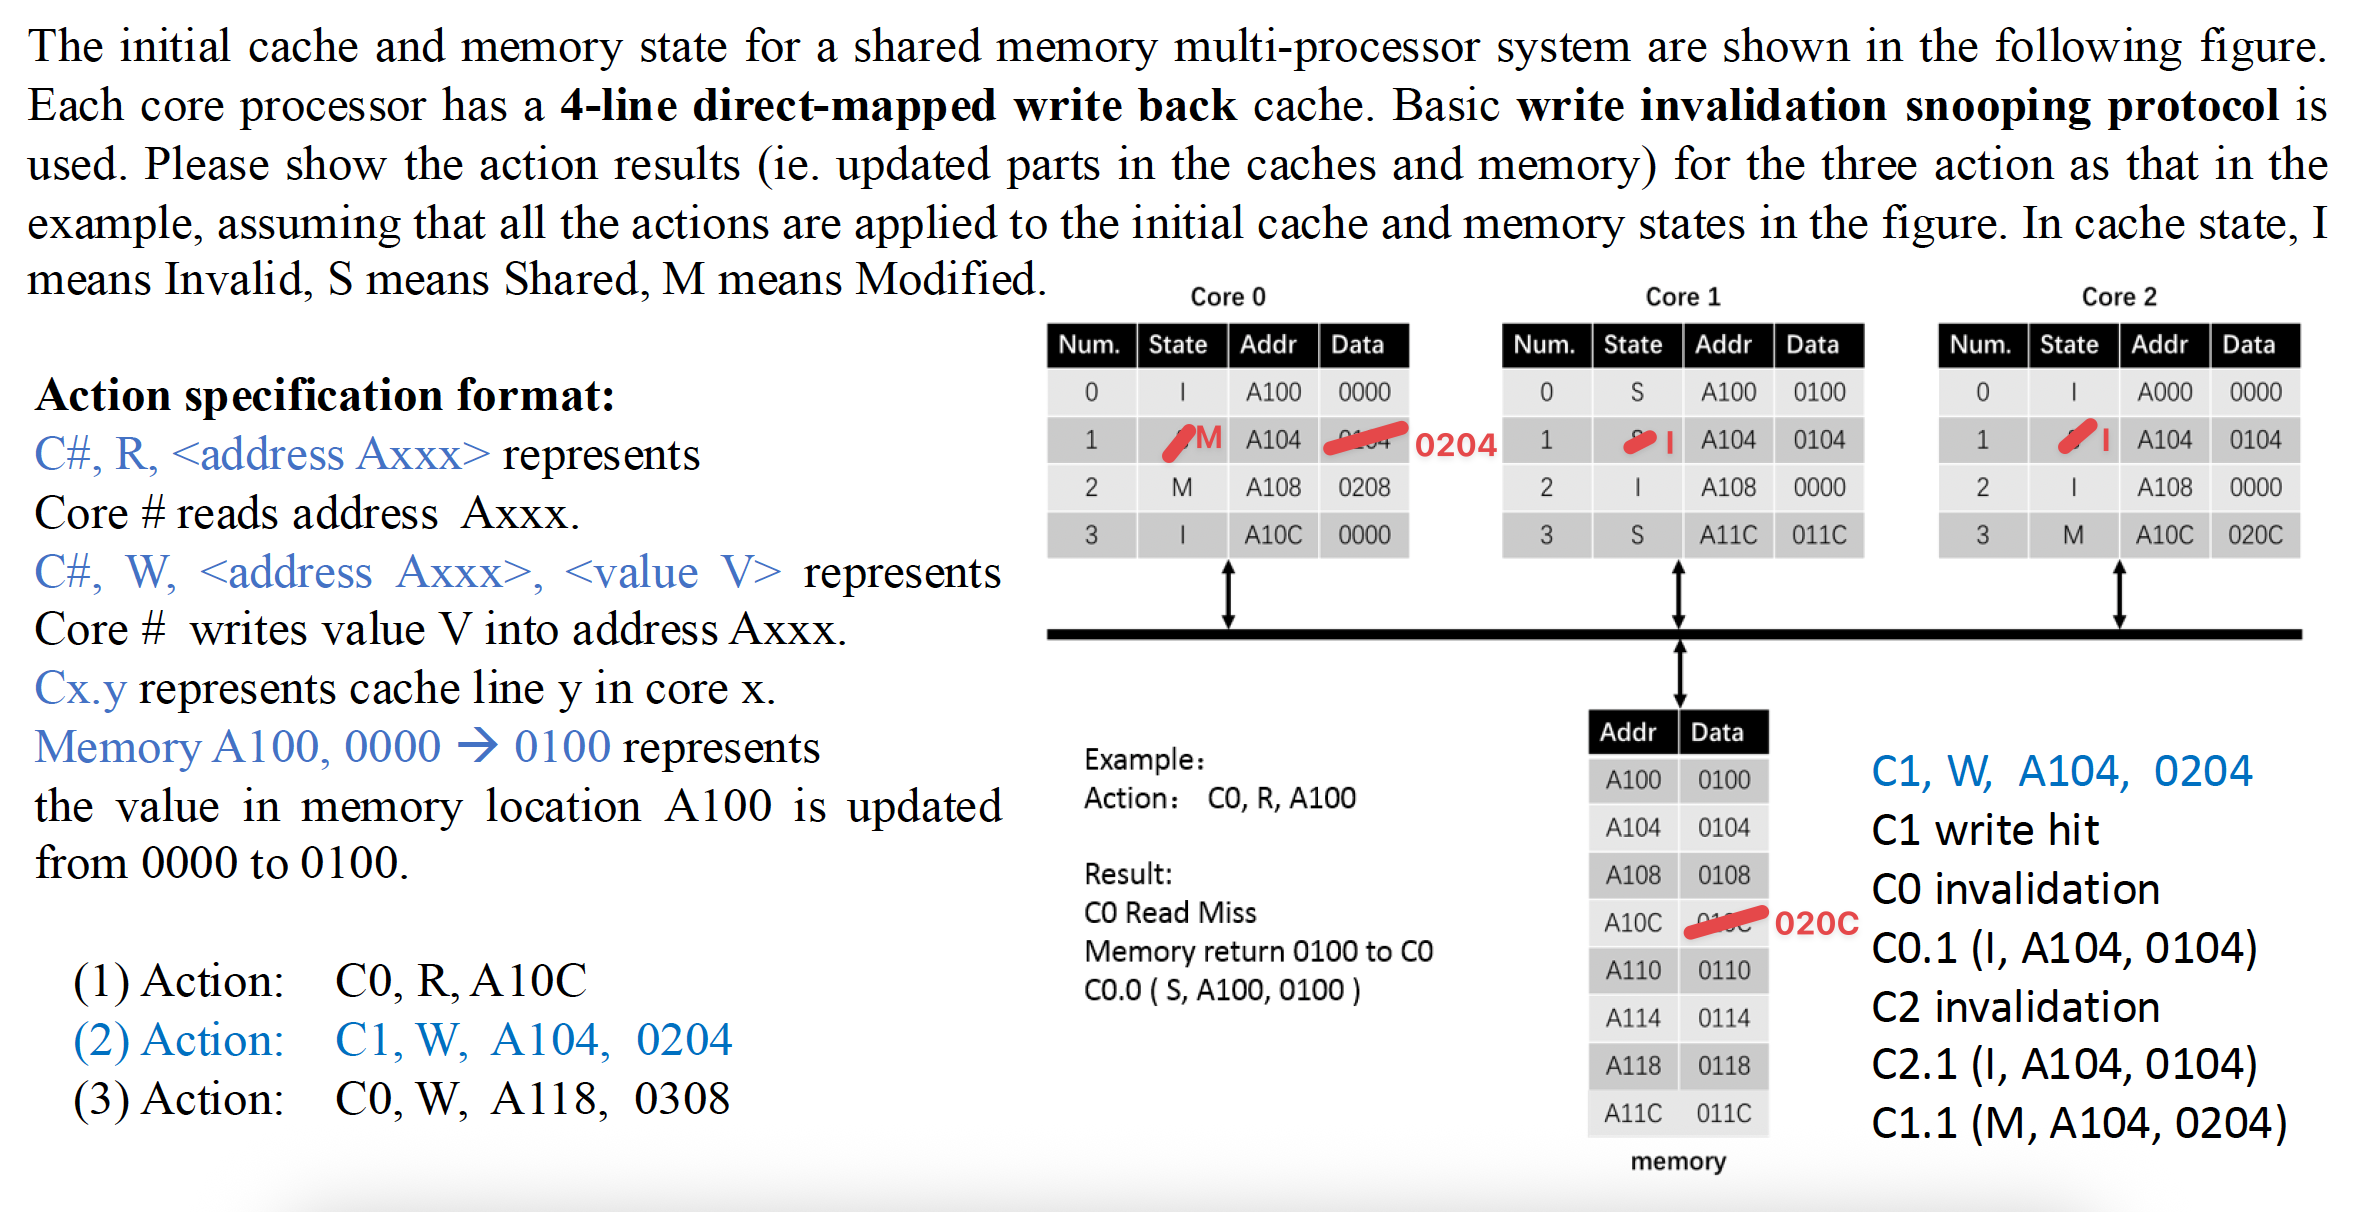 The initial cache and memory state for a shared memory multi-processor system are shown in the following figure.
Each core processor has a 4-line direct-mapped write back cache. Basic write invalidation snooping protocol is
used. Please show the action results (ie. updated parts in the caches and memory) for the three action as that in the
example, assuming that all the actions are applied to the initial cache and memory states in the figure. In cache state, I
means Invalid, S means Shared, M means Modified.
Action specification format:
C#, R, <address Axxx> represents
Core # reads address Axxx.
C#, W, <address Axxx>, <value V> represents
Core # writes value V into address Axxx.
Cx.y represents cache line y in core x.
Memory A100, 0000 → 0100 represents
the value in memory location A100 is updated
from 0000 to 0100.
(1) Action: C0, R, A10C
(2) Action: C1, W, A104, 0204
(3) Action: C0, W, A118, 0308
Core 0
Num. State Addr Data
0 I A100 0000
1 M A104 0204
2 M A108 0208
3 I A10C 0000
Core 1
Num. State Addr Data
0 S A100 0100
1 I A104 0104
2 I A108 0000
3 S A11C 011C
Core 2
Num. State Addr Data
0 I A000 0000
1 I A104 0104
2 I A108 0000
3 M A10C 020C
Example:
Action: C0, R, A100
Result:
C0 Read Miss
Memory return 0100 to C0
C0.0 ( S, A100, 0100 )
Addr Data
A100 0100
A104 0104
A108 0108
A10C 020C
A110 0110
A114 0114
A118 0118
A11C 011C
memory
C1, W, A104, 0204
C1 write hit
C0 invalidation
C0.1 (I, A104, 0104)
C2 invalidation
C2.1 (I, A104, 0104)
C1.1 (M, A104, 0204)